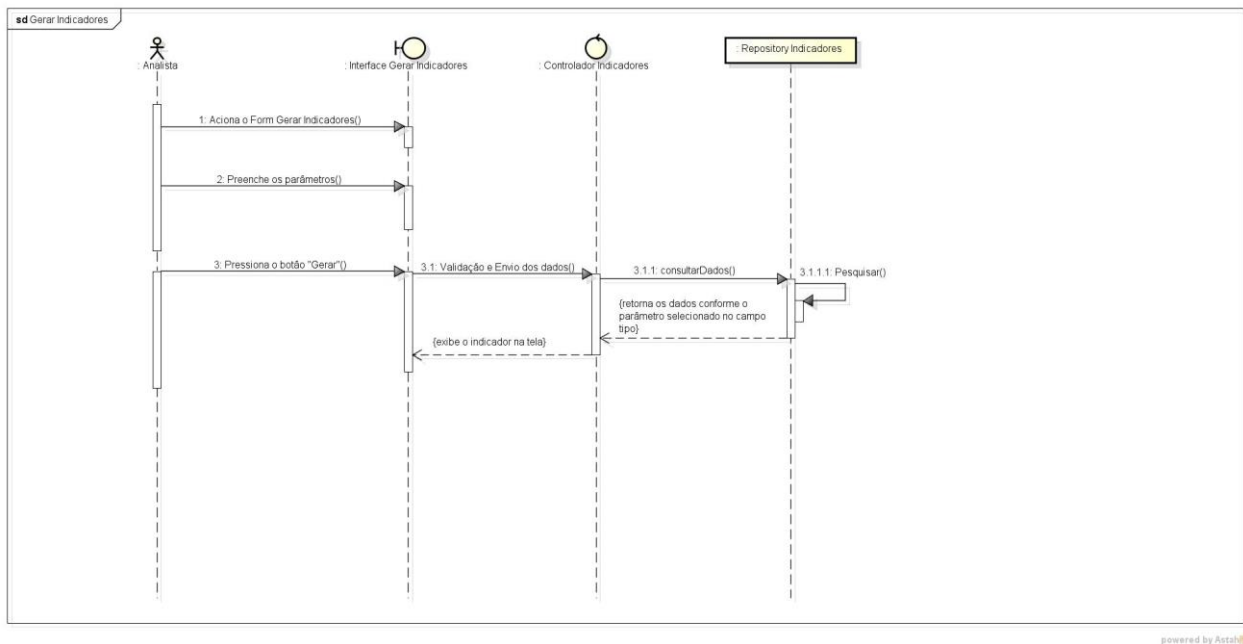 sd Gerar Indicadores
: Analista
: Interface Gerar Indicadores
: Controlador Indicadores
: Repository Indicadores
1: Aciona o Form Gerar Indicadores()
2: Preenche os parâmetros()
3: Pressiona o botão "Gerar"()
3.1: Validação e Envio dos dados()
3.1.1: consultarDados()
3.1.1.1: Pesquisar()
{retorna os dados conforme o
parâmetro selecionado no campo
tipo}
{exibe o indicador na tela}
powered by Astah